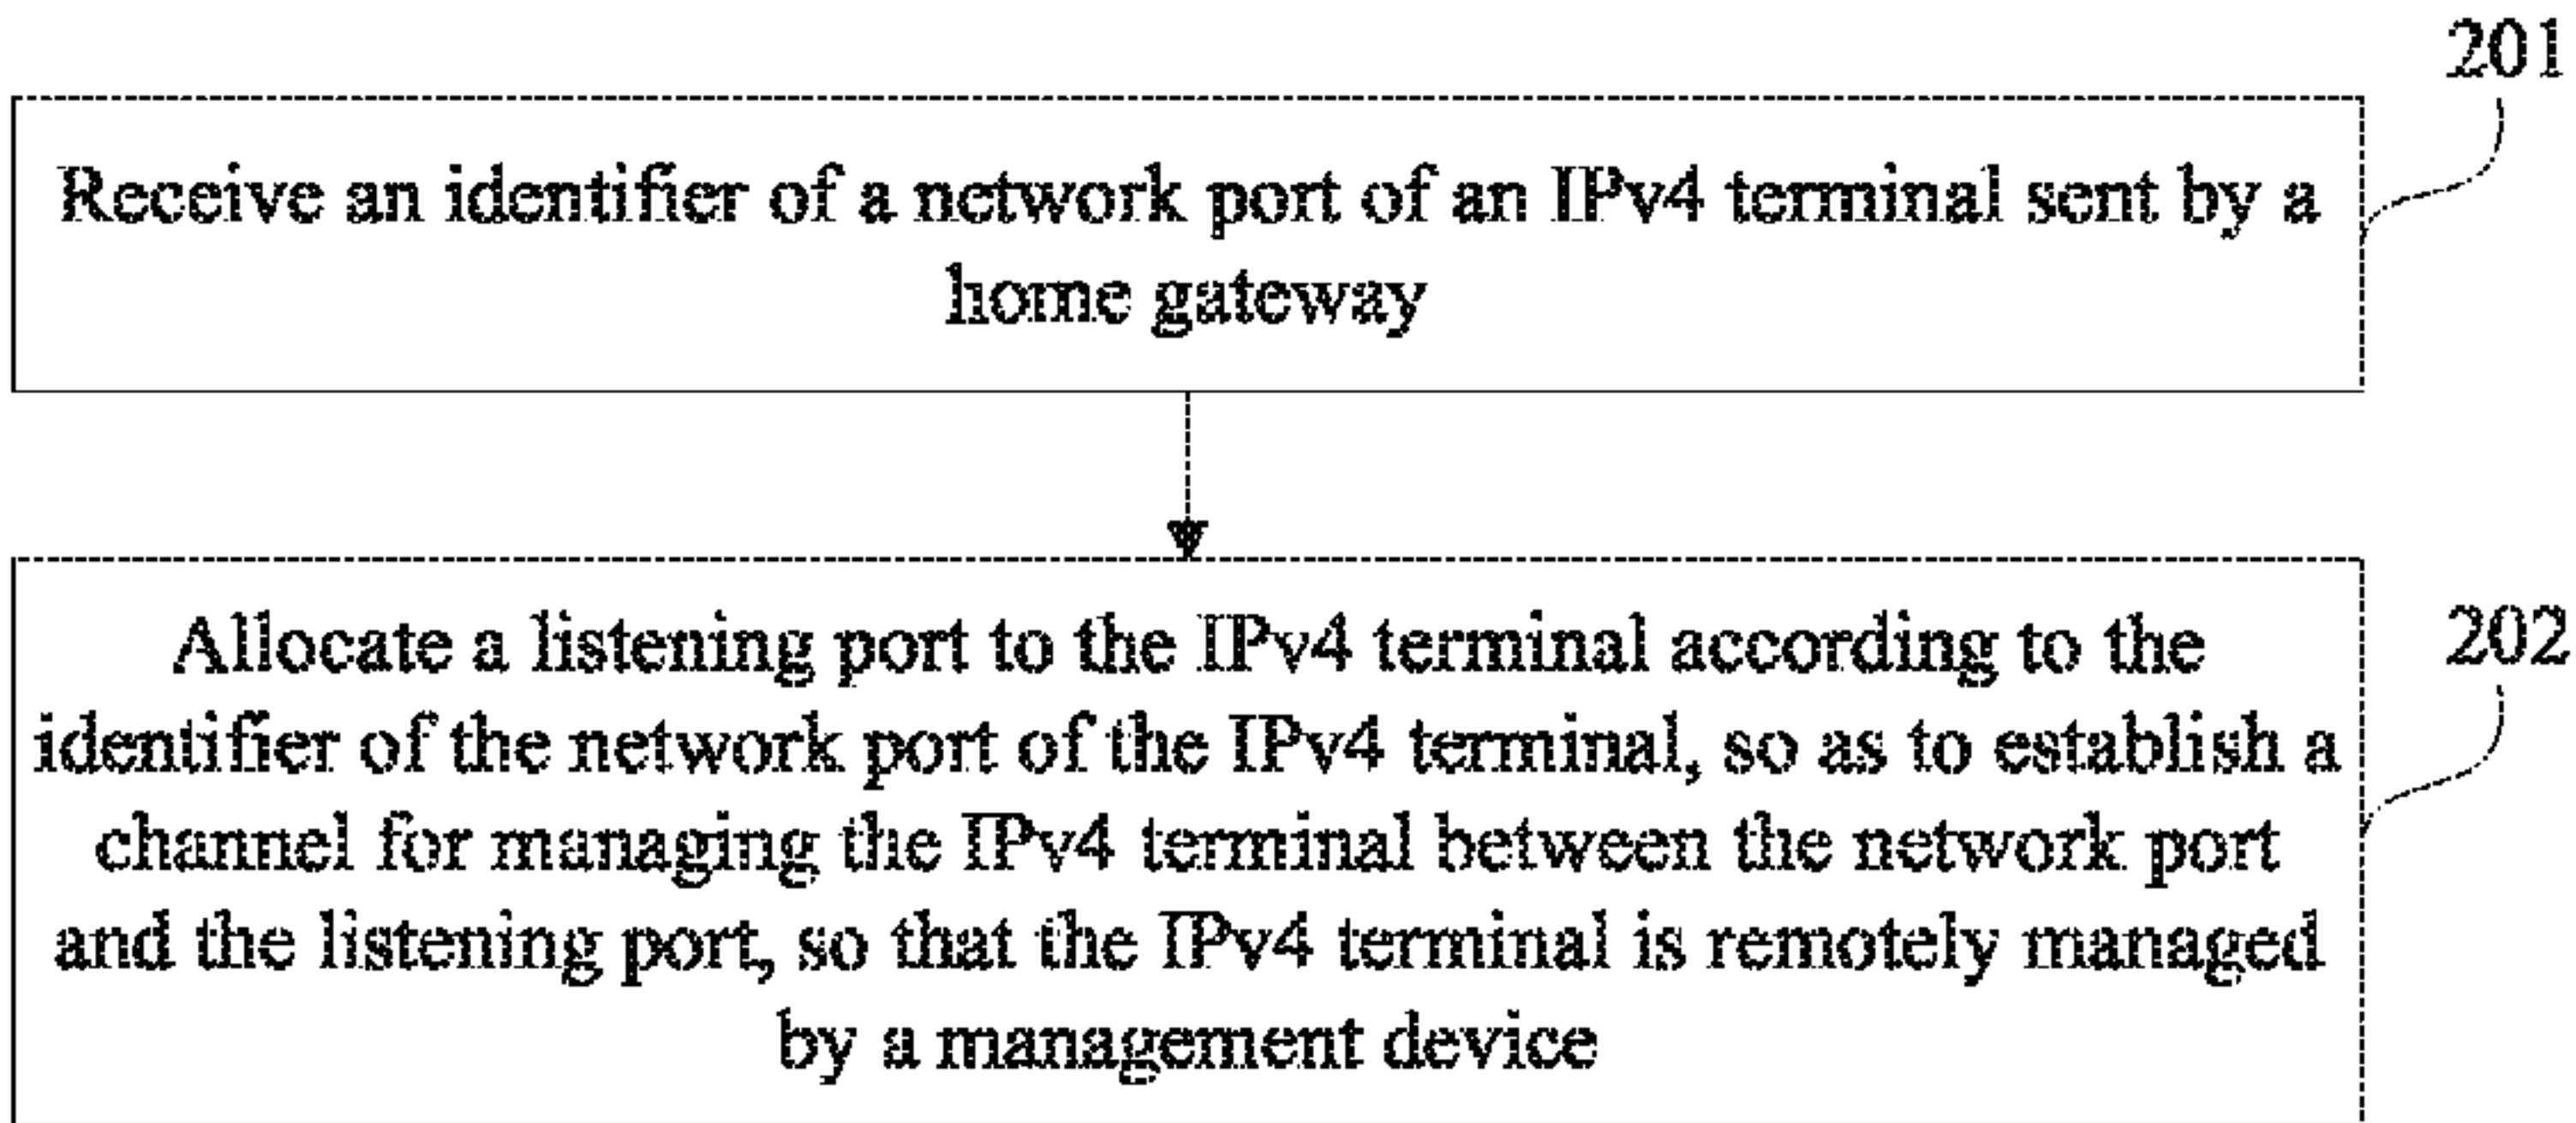 201
Receive an identifier of a network port of an IPv4 terminal sent by a
home gateway
202
Allocate a listening port to the IPv4 terminal according to the
identifier of the network port of the IPv4 terminal, so as to establish a
channel for managing the IPv4 terminal between the network port
and the listening port, so that the IPv4 terminal is remotely managed
by a management device